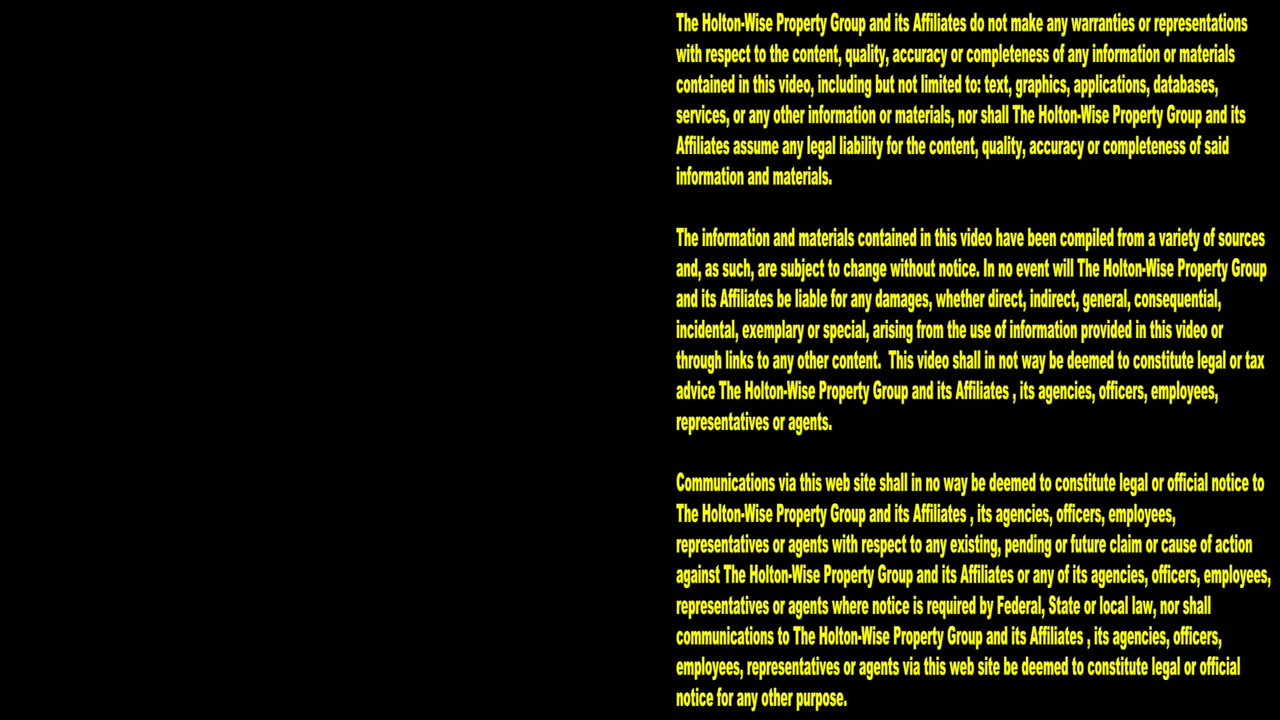 The Holton-Wise Property Group and its Affiliates do not make any warranties or representations
with respect to the content, quality, accuracy or completeness of any information or materials
contained in this video, including but not limited to: text, graphics, applications, databases,
services, or any other information or materials, nor shall The Holton-Wise Property Group and its
Affiliates assume any legal liability for the content, quality, accuracy or completeness of said
information and materials.
The information and materials contained in this video have been compiled from a variety of sources
and, as such, are subject to change without notice. In no event will The Holton-Wise Property Group
and its Affiliates be liable for any damages, whether direct, indirect, general, consequential,
incidental, exemplary or special, arising from the use of information provided in this video or
through links to any other content.  This video shall in not way be deemed to constitute legal or tax
advice The Holton-Wise Property Group and its Affiliates , its agencies, officers, employees,
representatives or agents.
Communications via this web site shall in no way be deemed to constitute legal or official notice to
The Holton-Wise Property Group and its Affiliates , its agencies, officers, employees,
representatives or agents with respect to any existing, pending or future claim or cause of action
against The Holton-Wise Property Group and its Affiliates or any of its agencies, officers, employees,
representatives or agents where notice is required by Federal, State or local law, nor shall
communications to The Holton-Wise Property Group and its Affiliates , its agencies, officers,
employees, representatives or agents via this web site be deemed to constitute legal or official
notice for any other purpose.